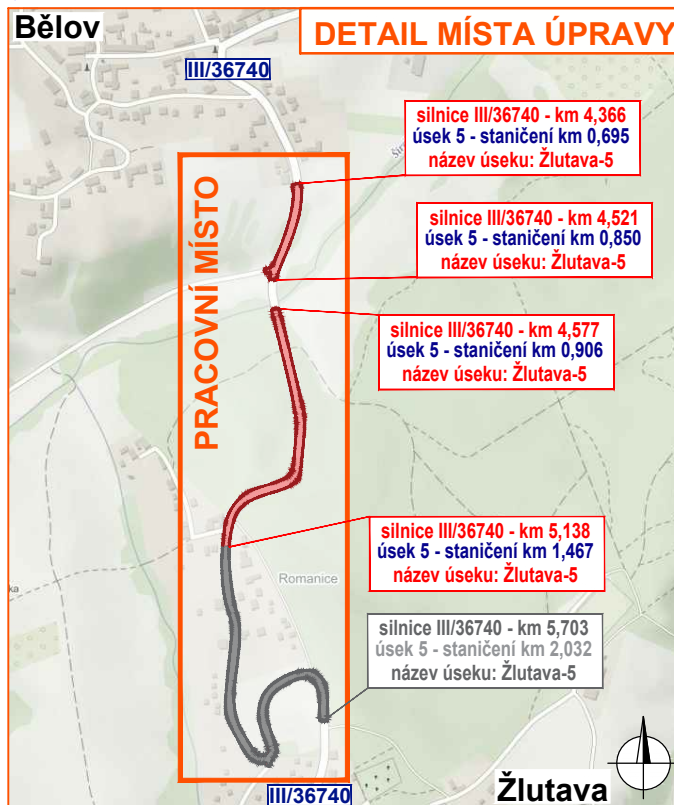 Bělov
DETAIL MÍSTA ÚPRAVY
III/36740
silnice III/36740 - km 4,366
úsek 5 - staničení km 0,695
název úseku: Žlutava-5
PRACOVNÍ MÍSTO
silnice III/36740 - km 4,521
úsek 5 - staničení km 0,850
název úseku: Žlutava-5
silnice III/36740 - km 4,577
úsek 5 - staničení km 0,906
název úseku: Žlutava-5
silnice III/36740 - km 5,138
úsek 5 - staničení km 1,467
název úseku: Žlutava-5
Romanice
silnice III/36740 - km 5,703
úsek 5 - staničení km 2,032
název úseku: Žlutava-5
III/36740
Žlutava